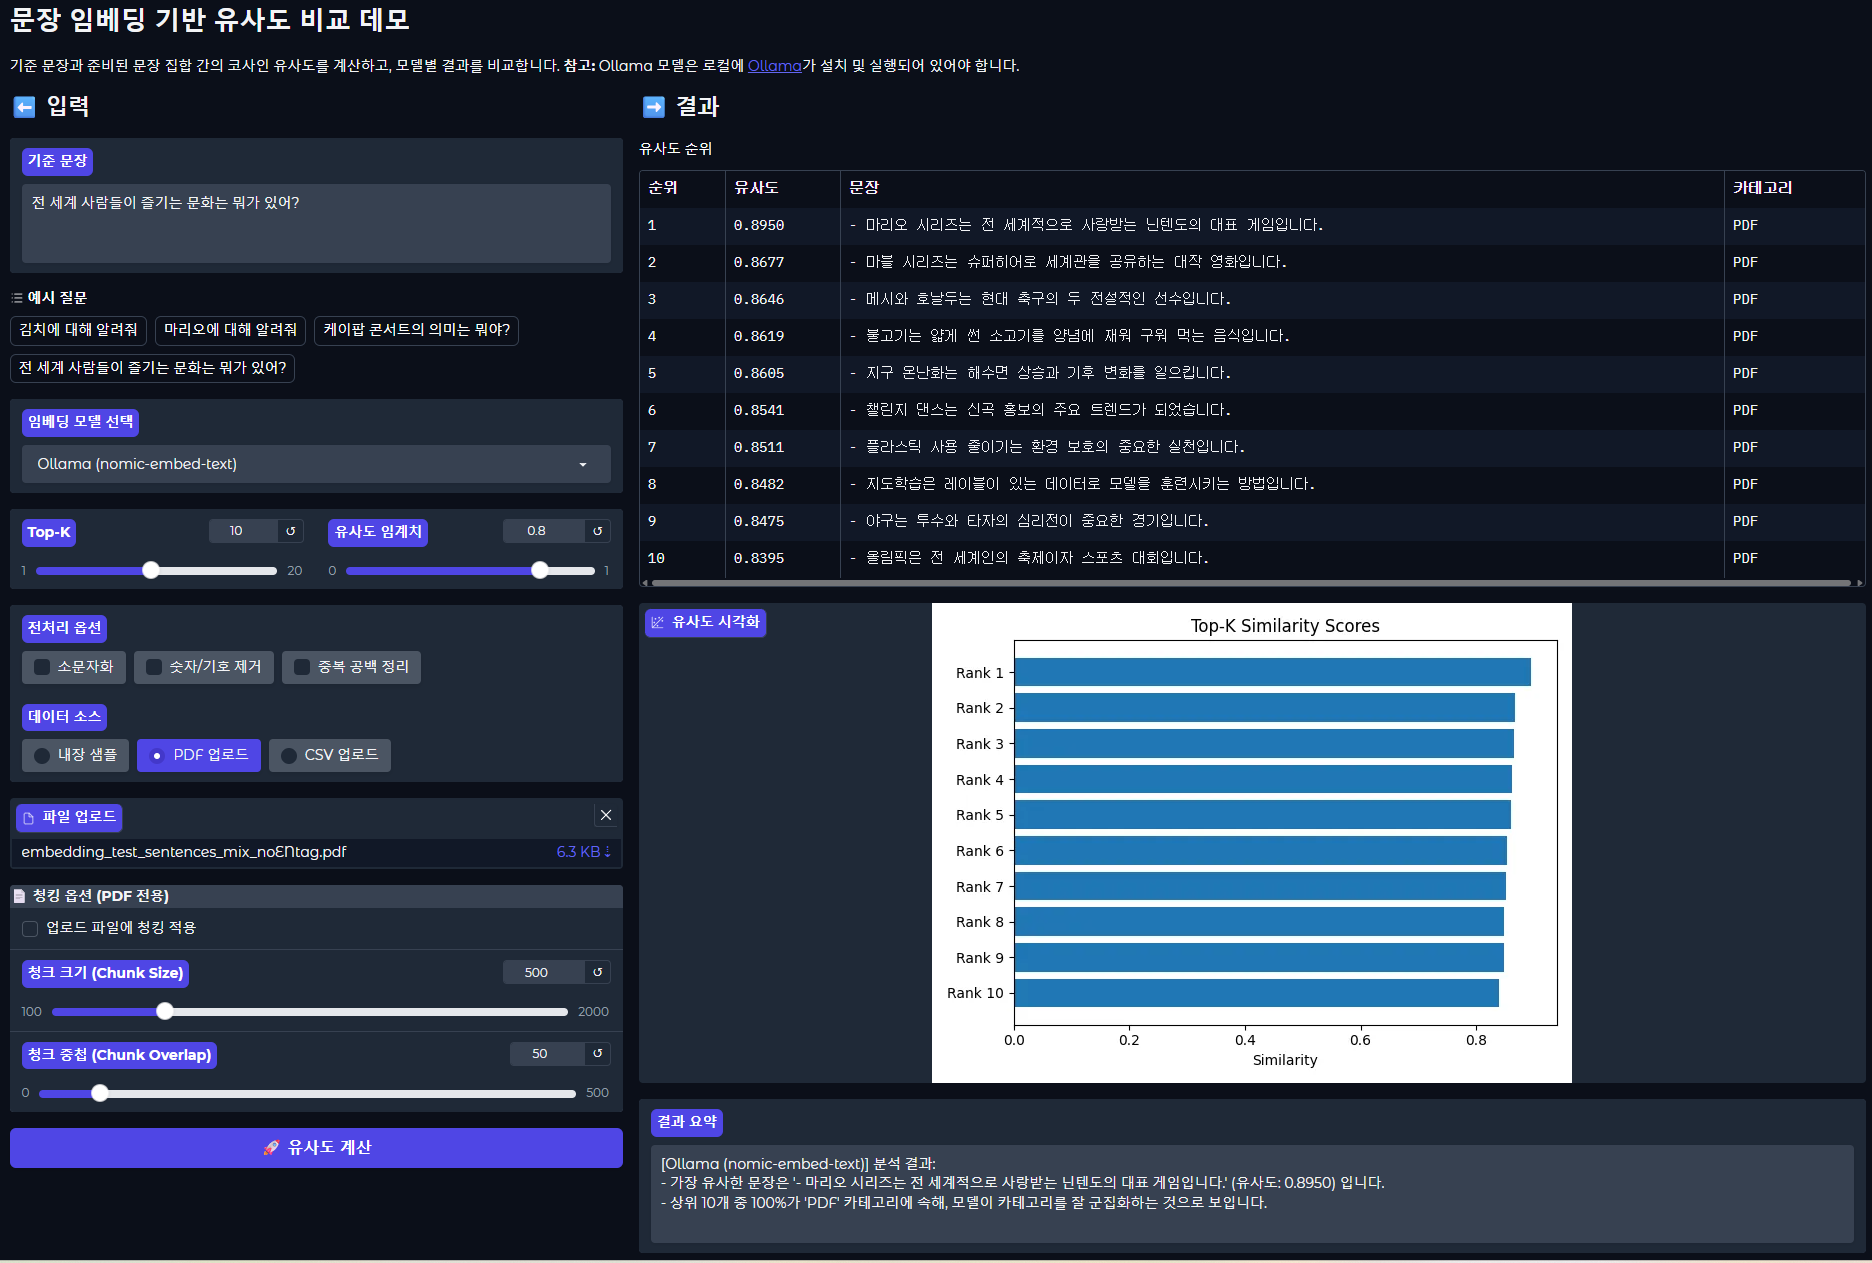 문장 임베딩 기반 유사도 비교 데모
기준 문장과 준비된 문장 집합 간의 코사인 유사도를 계산하고, 모델별 결과를 비교합니다. 참고: Ollama 모델은 로컬에 Ollama가 설치 및 실행되어 있어야 합니다.
입력
기준 문장
전 세계 사람들이 즐기는 문화는 뭐가 있어?
예시 질문
김치에 대해 알려줘 마리오에 대해 알려줘 케이팝 콘서트의 의미는 뭐야?
전 세계 사람들이 즐기는 문화는 뭐가 있어?
임베딩 모델 선택
Ollama (nomic-embed-text)
Top-K 10 ↺ 유사도 임계치 0.8 ↺
1 20 0 1
전처리 옵션
소문자화 숫자/기호 제거 중복 공백 정리
데이터 소스
내장 샘플 PDF 업로드 CSV 업로드
파일 업로드
embedding_test_sentences_mix_noENtag.pdf 6.3 KB ↓
청킹 옵션 (PDF 전용)
업로드 파일에 청킹 적용
청크 크기 (Chunk Size) 500 ↺
100 2000
청크 중첩 (Chunk Overlap) 50 ↺
0 500
유사도 계산
결과
유사도 순위
순위 유사도 문장 카테고리
1 0.8950 - 마리오 시리즈는 전 세계적으로 사랑받는 닌텐도의 대표 게임입니다. PDF
2 0.8677 - 마블 시리즈는 슈퍼히어로 세계관을 공유하는 대작 영화입니다. PDF
3 0.8646 - 메시와 호날두는 현대 축구의 두 전설적인 선수입니다. PDF
4 0.8619 - 불고기는 얇게 썬 소고기를 양념에 재워 구워 먹는 음식입니다. PDF
5 0.8605 - 지구 온난화는 해수면 상승과 기후 변화를 일으킵니다. PDF
6 0.8541 - 챌린지 댄스는 신곡 홍보의 주요 트렌드가 되었습니다. PDF
7 0.8511 - 플라스틱 사용 줄이기는 환경 보호의 중요한 실천입니다. PDF
8 0.8482 - 지도학습은 레이블이 있는 데이터로 모델을 훈련시키는 방법입니다. PDF
9 0.8475 - 야구는 투수와 타자의 심리전이 중요한 경기입니다. PDF
10 0.8395 - 올림픽은 전 세계인의 축제이자 스포츠 대회입니다. PDF
유사도 시각화
Top-K Similarity Scores
Rank 1
Rank 2
Rank 3
Rank 4
Rank 5
Rank 6
Rank 7
Rank 8
Rank 9
Rank 10
0.0 0.2 0.4 0.6 0.8
Similarity
결과 요약
[Ollama (nomic-embed-text)] 분석 결과:
- 가장 유사한 문장은 '- 마리오 시리즈는 전 세계적으로 사랑받는 닌텐도의 대표 게임입니다.' (유사도: 0.8950) 입니다.
- 상위 10개 중 100%가 'PDF' 카테고리에 속해, 모델이 카테고리를 잘 군집화하는 것으로 보입니다.